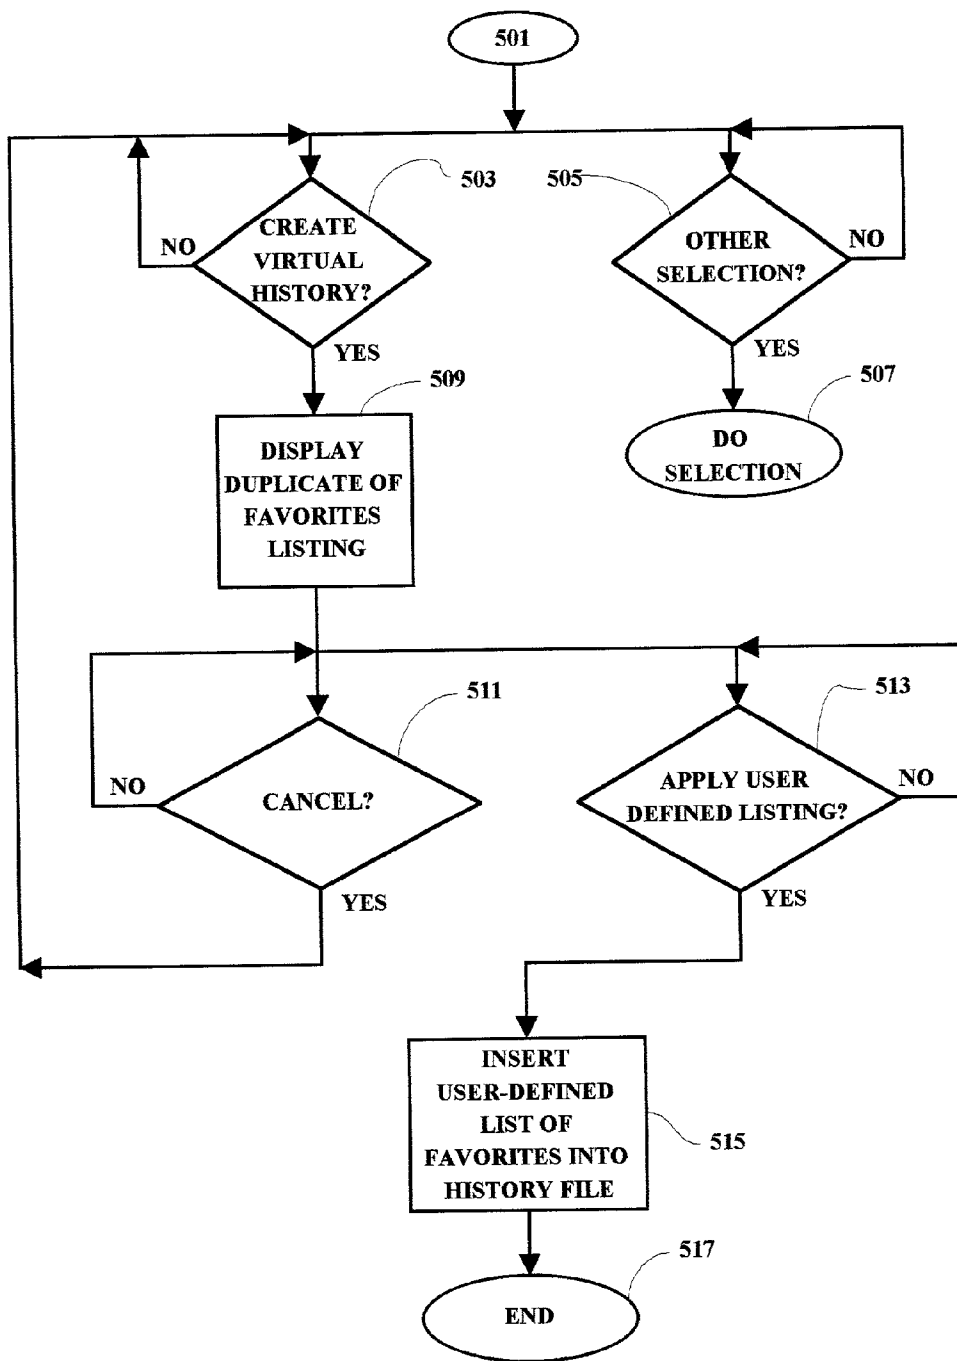 501
503
505
CREATE
VIRTUAL
HISTORY?
NO
OTHER
SELECTION?
NO
YES
YES
509
507
DISPLAY
DUPLICATE OF
FAVORITES
LISTING
DO
SELECTION
511
513
NO
CANCEL?
APPLY USER
DEFINED LISTING?
NO
YES
YES
INSERT
USER-DEFINED
LIST OF
FAVORITES INTO
HISTORY FILE
515
517
END